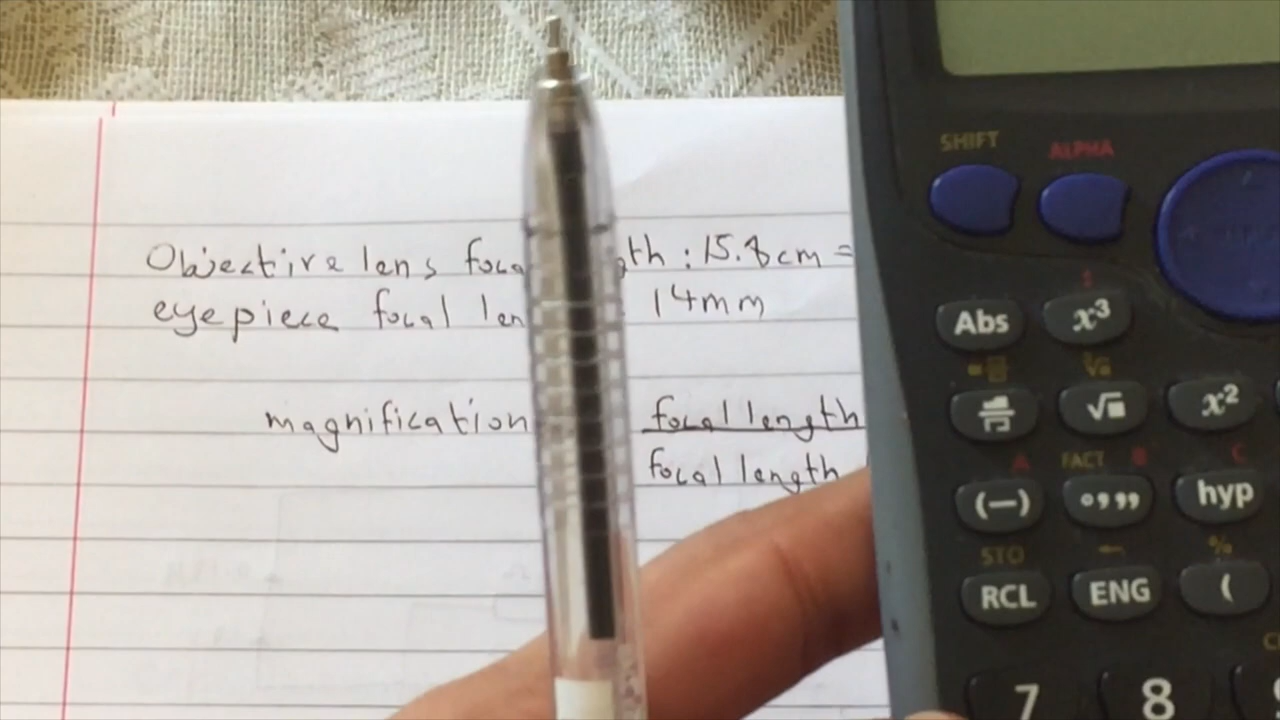 Objective lens foca th : 15.8cm =
eyepiece focal len 14mm
magnification focal length
focal length
SHIFT ALPHA
Abs x³
√■ x²
A FACT B C
(—) °,,, hyp
STO
RCL ENG (
7 8